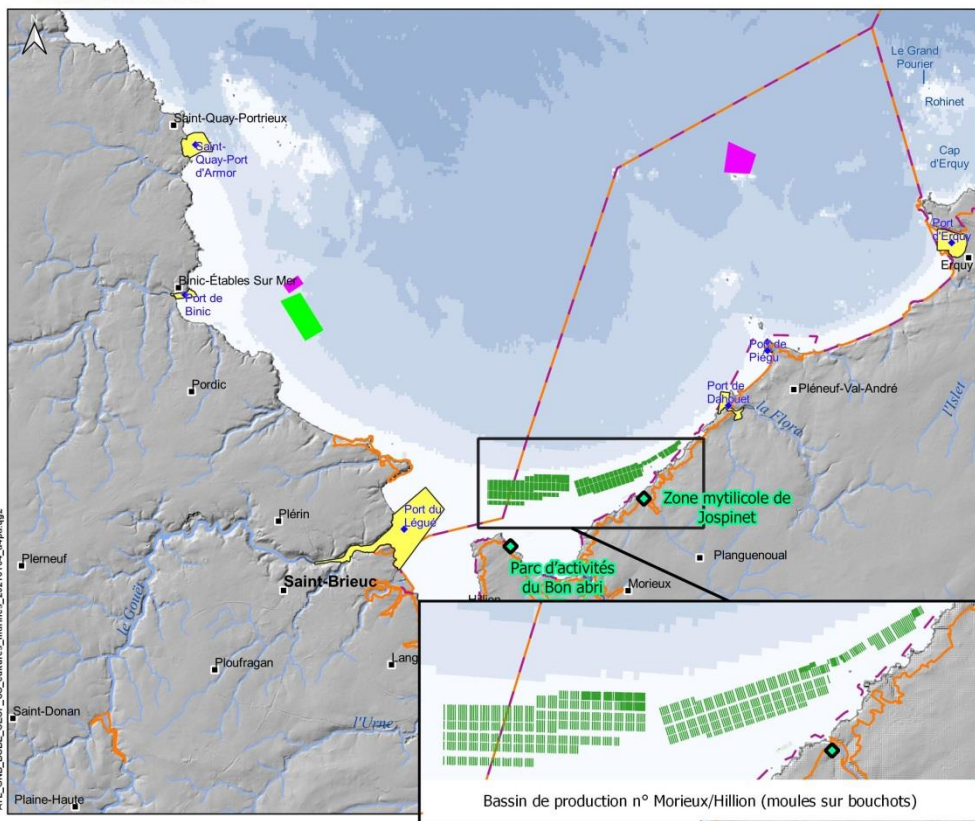 N
Le Grand
Pourier
Rohinet
Saint-Quay-Portrieux
Saint-
Quay-Port
d'Armor
Cap
d'Erquy
Port
d'Erquy
Erquy
Binic-Étables Sur Mer
Port de
Binic
Port de
Piégu
Pordic
Pléneuf-Val-André
Port de
Dahouët
la Flora
l'Islet
Zone mytilicole de
Jospinet
Plérin
Port du
Légué
Plerneuf
Planguenoual
Parc d'activités
du Bon abri
Saint-Brieuc
Hillion
Morieux
le Gouët
Ploufragan
Lang
Saint-Donan
l'Urne
Plaine-Haute
Bassin de production n° Morieux/Hillion (moules sur bouchots)